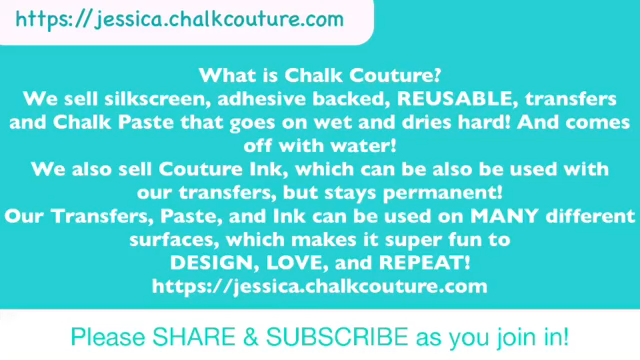 https://jessica.chalkcouture.com
What is Chalk Couture?
We sell silkscreen, adhesive backed, REUSABLE, transfers
and Chalk Paste that goes on wet and dries hard! And comes
off with water!
We also sell Couture Ink, which can be also be used with
our transfers, but stays permanent!
Our Transfers, Paste, and Ink can be used on MANY different
surfaces, which makes it super fun to
DESIGN, LOVE, and REPEAT!
https://jessica.chalkcouture.com
Please SHARE & SUBSCRIBE as you join in!